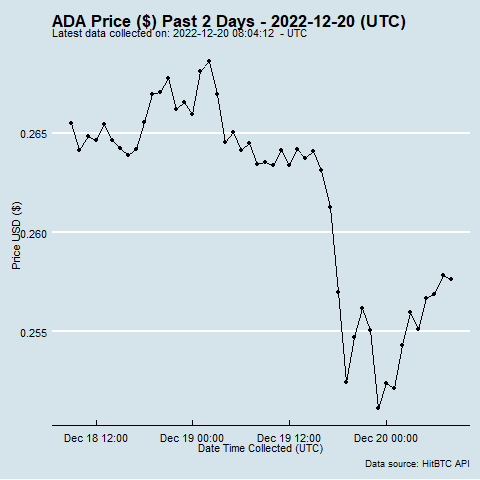 ADA Price ($) Past 2 Days - 2022-12-20 (UTC)
Latest data collected on: 2022-12-20 08:04:12 - UTC
0.265
0.260
0.255
Price USD ($)
Dec 18 12:00
Dec 19 00:00
Dec 19 12:00
Dec 20 00:00
Date Time Collected (UTC)
Data source: HitBTC API